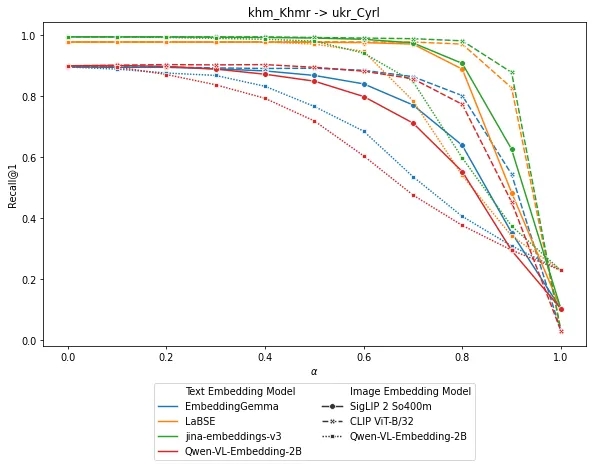 khm_Khmr -> ukr_Cyrl
Recall@1
1.0
0.8
0.6
0.4
0.2
0.0
0.0 0.2 0.4 0.6 0.8 1.0
α
Text Embedding Model
EmbeddingGemma
LaBSE
jina-embeddings-v3
Qwen-VL-Embedding-2B
Image Embedding Model
SigLIP 2 So400m
CLIP ViT-B/32
Qwen-VL-Embedding-2B